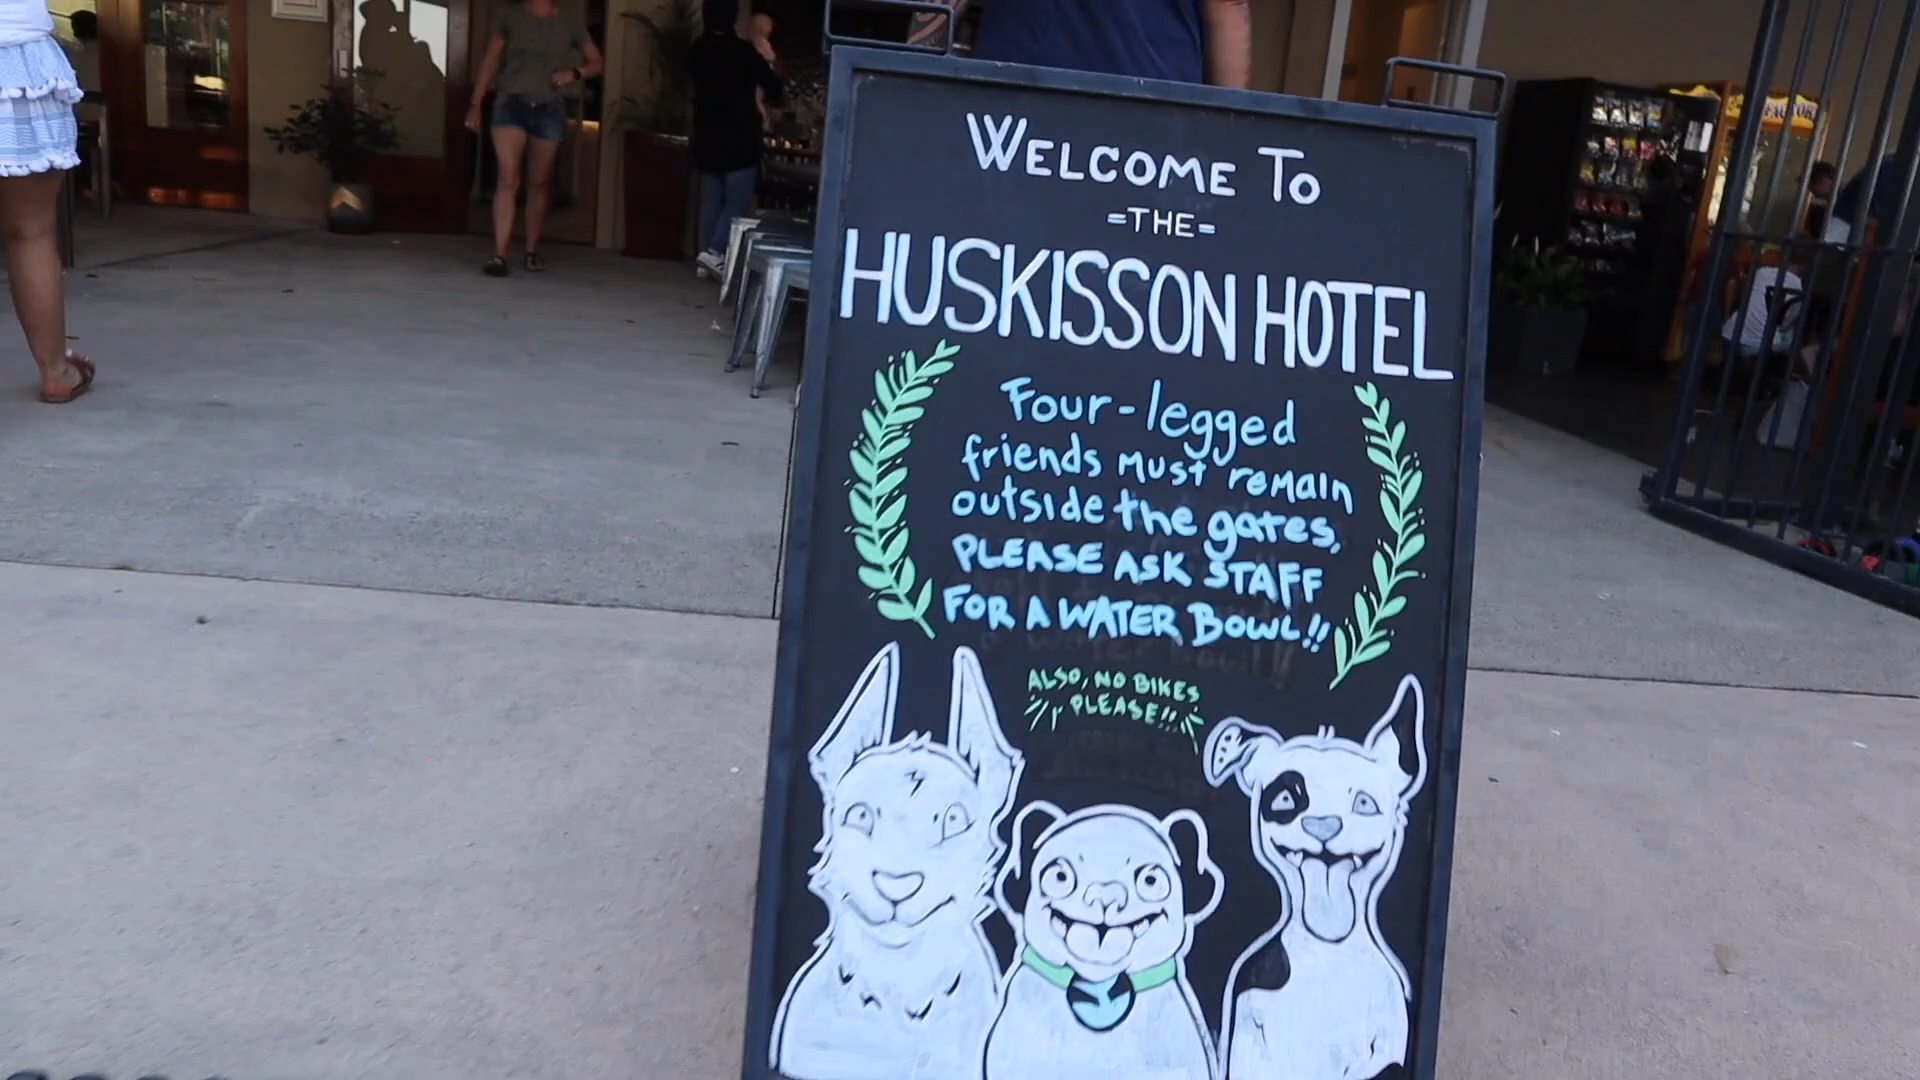 WELCOME TO
=THE=
HUSKISSON HOTEL
Four-legged
friends must remain
outside the gates,
PLEASE ASK STAFF
FOR A WATER BOWL!!
ALSO, NO BIKES
PLEASE!!